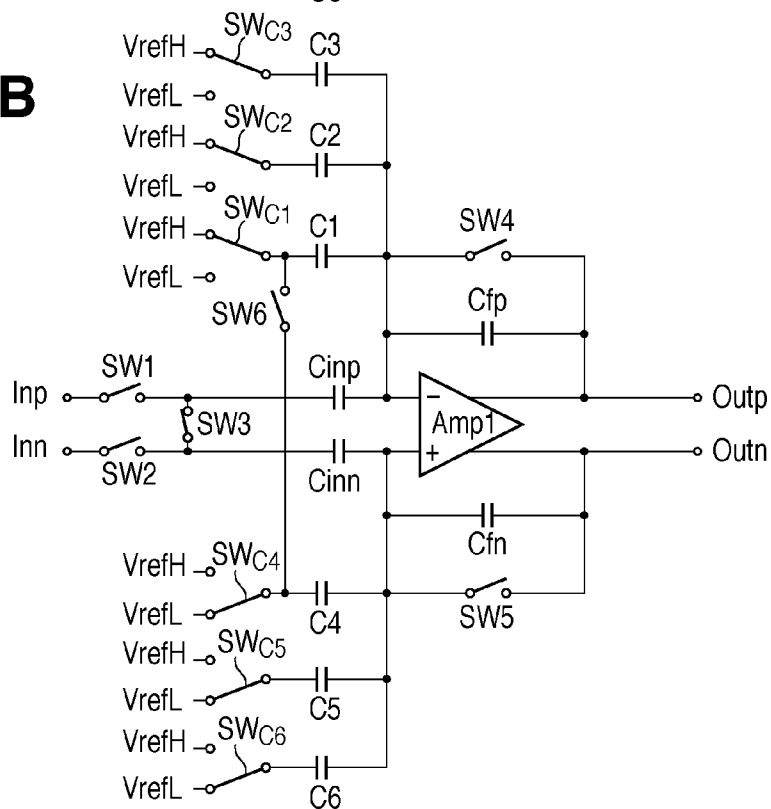 VrefH SWC3 C3
VrefL
B
VrefH SWC2 C2
VrefL
VrefH SWC1 C1
SW4
VrefL
SW6
Cfp
SW1 Cinp
Inp − Outp
SW3 Amp1
Inn + Outn
SW2 Cinn
Cfn
VrefH SWC4
VrefL C4 SW5
VrefH SWC5
VrefL C5
VrefH SWC6
VrefL C6